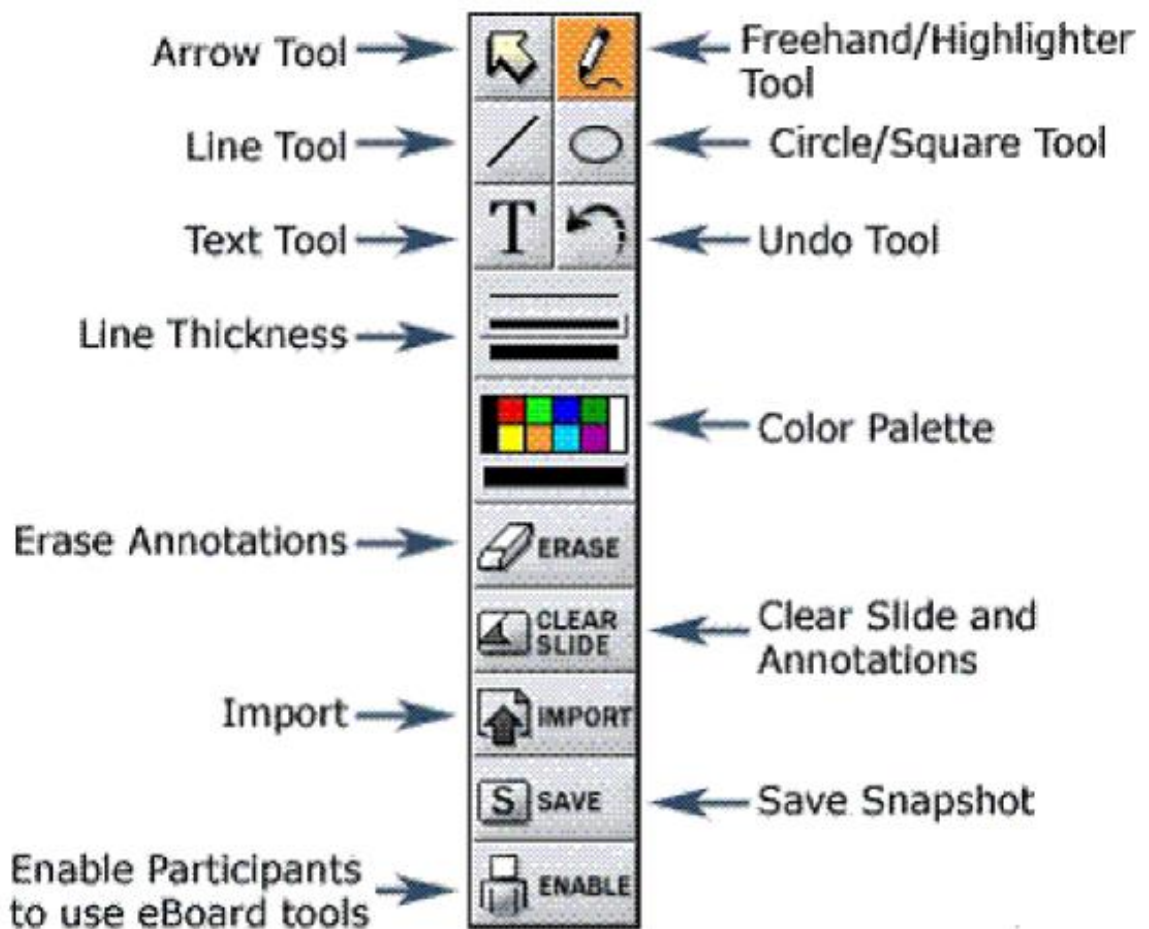 Arrow Tool
Freehand/Highlighter
Tool
Line Tool
Circle/Square Tool
T
Text Tool
Undo Tool
Line Thickness
Color Palette
Erase Annotations
ERASE
CLEAR
SLIDE
Clear Slide and
Annotations
Import
IMPORT
S SAVE
Save Snapshot
Enable Participants
to use eBoard tools
ENABLE